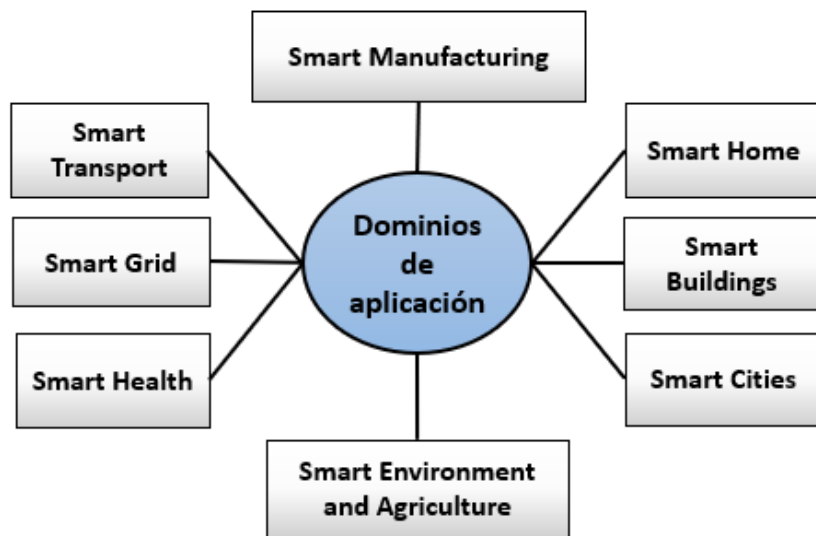 Smart Manufacturing
Smart
Transport
Smart Home
Dominios
de
aplicación
Smart Grid
Smart
Buildings
Smart Health
Smart Cities
Smart Environment
and Agriculture